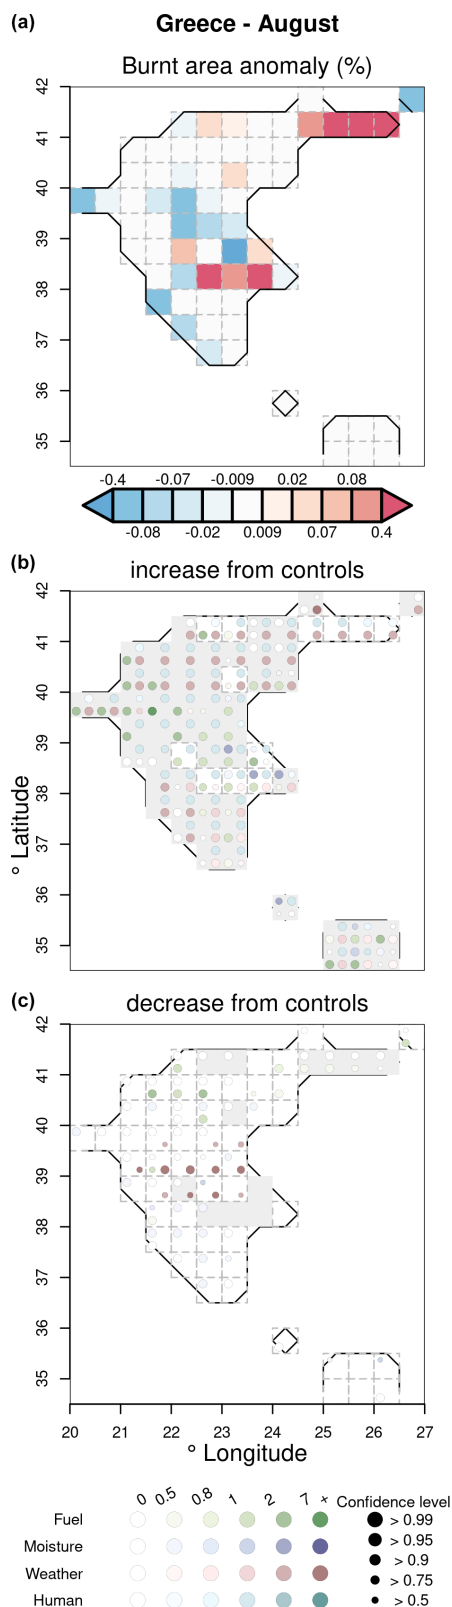 (a)
Greece - August
Burnt area anomaly (%)
42
41
40
39
38
37
36
35
-0.4 -0.07 -0.009 0.02 0.08
-0.08 -0.02 0.009 0.07 0.4
(b)
increase from controls
42
41
40
39
38
37
36
35
° Latitude
(c)
decrease from controls
42
41
40
39
38
37
36
35
20 21 22 23 24 25 26 27
° Longitude
0 0.5 0.8 1 2 7 +
Fuel
Moisture
Weather
Human
Confidence level
> 0.99
> 0.95
> 0.9
> 0.75
> 0.5